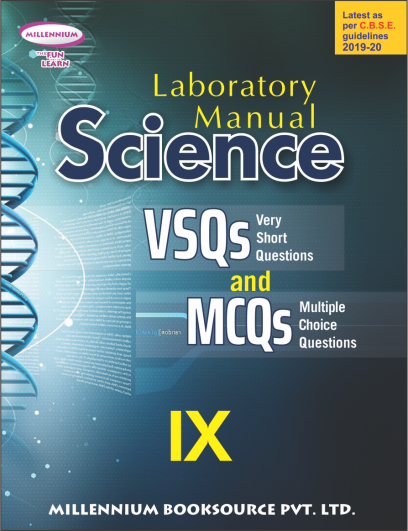 MILLENNIUM
THE FUN
LEARN
Latest as
per C.B.S.E.
guidelines
2019-20
Laboratory
Manual
Science
VSQs
Very
Short
Questions
and
MCQs
Multiple
Choice
Questions
IX
MILLENNIUM BOOKSOURCE PVT. LTD.